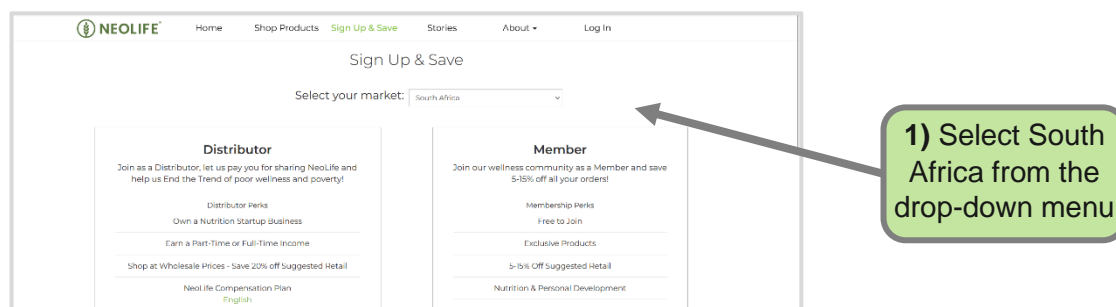 NEOLIFE Home Shop Products Sign Up & Save Stories About Log In
Sign Up & Save
Select your market: South Africa
Distributor
Join as a Distributor, let us pay you for sharing NeoLife and
help us End the Trend of poor wellness and poverty!
Distributor Perks
Own a Nutrition Startup Business
Earn a Part-Time or Full-Time Income
Shop at Wholesale Prices - Save 20% off Suggested Retail
NeoLife Compensation Plan
English
Member
Join our wellness community as a Member and save
5-15% off all your orders!
Membership Perks
Free to Join
Exclusive Products
5-15% Off Suggested Retail
Nutrition & Personal Development
1) Select South
Africa from the
drop-down menu